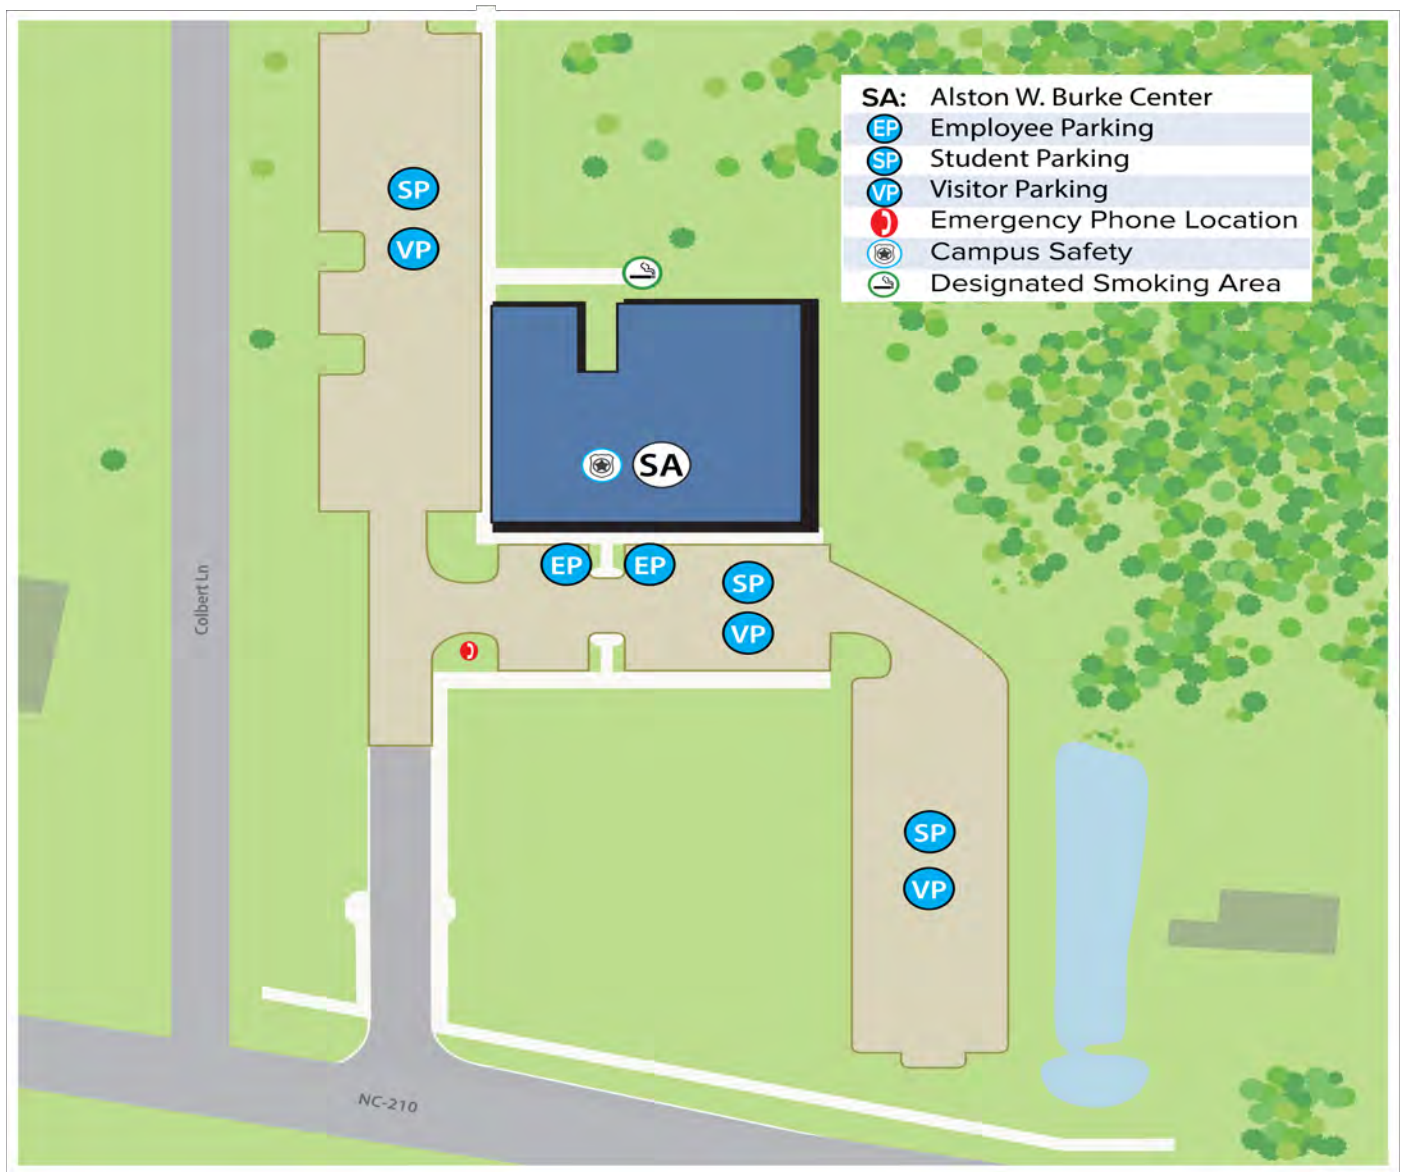 SA: Alston W. Burke Center
EP Employee Parking
SP Student Parking
VP Visitor Parking
Emergency Phone Location
Campus Safety
Designated Smoking Area
SP
VP
SA
EP EP
SP
VP
Colbert Ln
SP
VP
NC-210